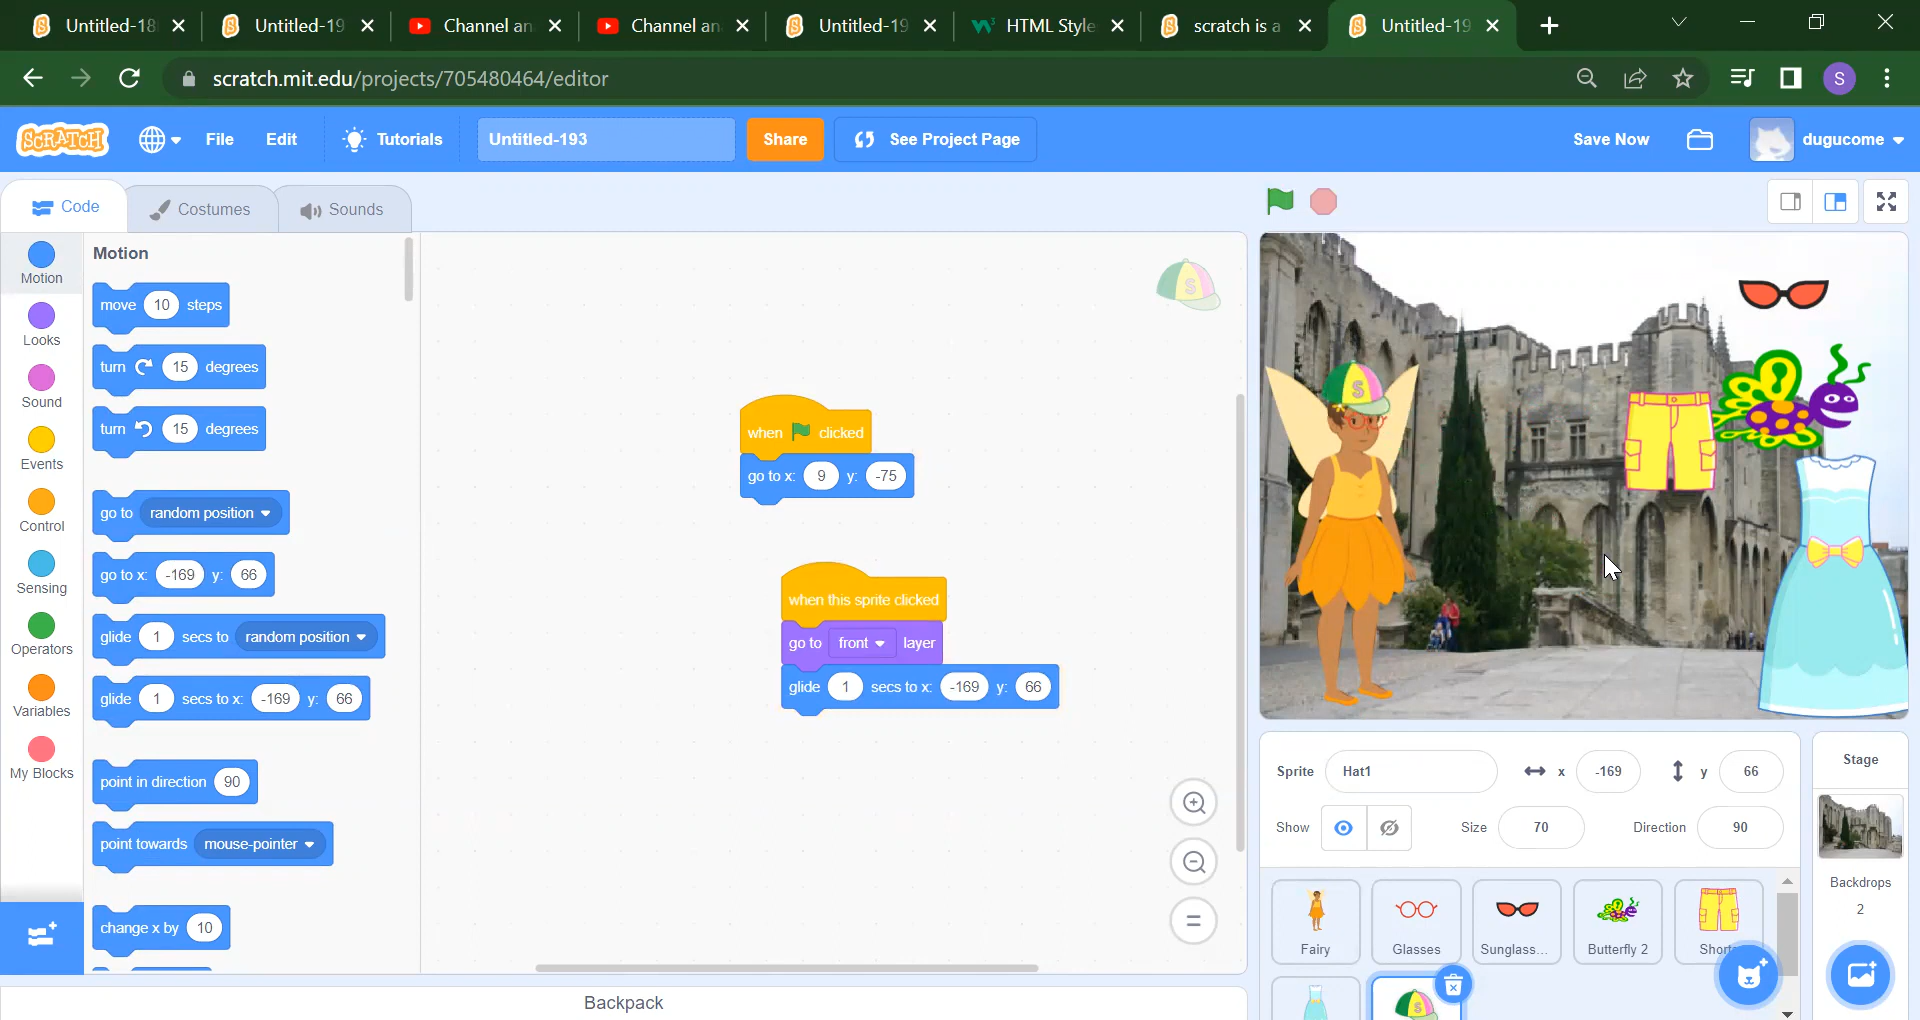 Untitled-18
Untitled-19
Channel an
Channel an
Untitled-19
HTML Style
scratch is a
Untitled-19
scratch.mit.edu/projects/705480464/editor
S
SCRATCH
File
Edit
Tutorials
Untitled-193
Share
See Project Page
Save Now
dugucome
Code
Costumes
Sounds
Motion
Looks
Sound
Events
Control
Sensing
Operators
Variables
My Blocks
Motion
move 10 steps
turn 15 degrees
turn 15 degrees
go to random position
go to x: -169 y: 66
glide 1 secs to random position
glide 1 secs to x: -169 y: 66
point in direction 90
point towards mouse-pointer
change x by 10
S
when clicked
go to x: 9 y: -75
when this sprite clicked
go to front layer
glide 1 secs to x: -169 y: 66
Backpack
S
Sprite Hat1 x -169 y 66
Show Size 70 Direction 90
Fairy
Glasses
Sunglass...
Butterfly 2
Short
Stage
Backdrops
2